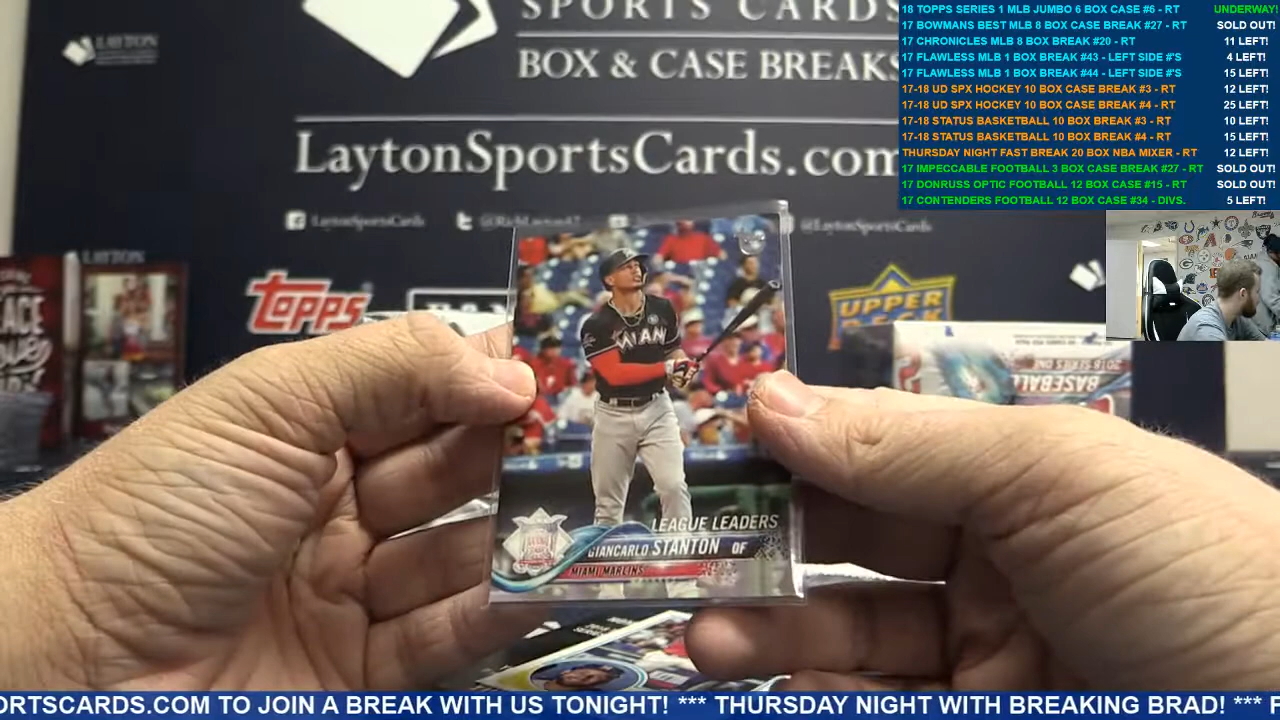 SPORTS CARDS
BOX & CASE BREAKS
LaytonSportsCards.com
LaytonSportsCards
@LaytonSportsCards
LAYTON
LAYTON
TOPPS
UPPER
DECK
BASEBALL
2018 SERIES ONE
MIAMI
LEAGUE LEADERS
GIANCARLO STANTON OF
MIAMI MARLINS
18 TOPPS SERIES 1 MLB JUMBO 6 BOX CASE #6 - RT UNDERWAY!
17 BOWMANS BEST MLB 8 BOX CASE BREAK #27 - RT SOLD OUT!
17 CHRONICLES MLB 8 BOX BREAK #20 - RT 11 LEFT!
17 FLAWLESS MLB 1 BOX BREAK #43 - LEFT SIDE #'S 4 LEFT!
17 FLAWLESS MLB 1 BOX BREAK #44 - LEFT SIDE #'S 15 LEFT!
17-18 UD SPX HOCKEY 10 BOX CASE BREAK #3 - RT 12 LEFT!
17-18 UD SPX HOCKEY 10 BOX CASE BREAK #4 - RT 25 LEFT!
17-18 STATUS BASKETBALL 10 BOX BREAK #3 - RT 10 LEFT!
17-18 STATUS BASKETBALL 10 BOX BREAK #4 - RT 15 LEFT!
THURSDAY NIGHT FAST BREAK 20 BOX NBA MIXER - RT 12 LEFT!
17 IMPECCABLE FOOTBALL 3 BOX CASE BREAK #27 - RT SOLD OUT!
17 DONRUSS OPTIC FOOTBALL 12 BOX CASE #15 - RT SOLD OUT!
17 CONTENDERS FOOTBALL 12 BOX CASE #34 - DIVS. 5 LEFT!
ORTSCARDS.COM TO JOIN A BREAK WITH US TONIGHT! *** THURSDAY NIGHT WITH BREAKING BRAD! ***